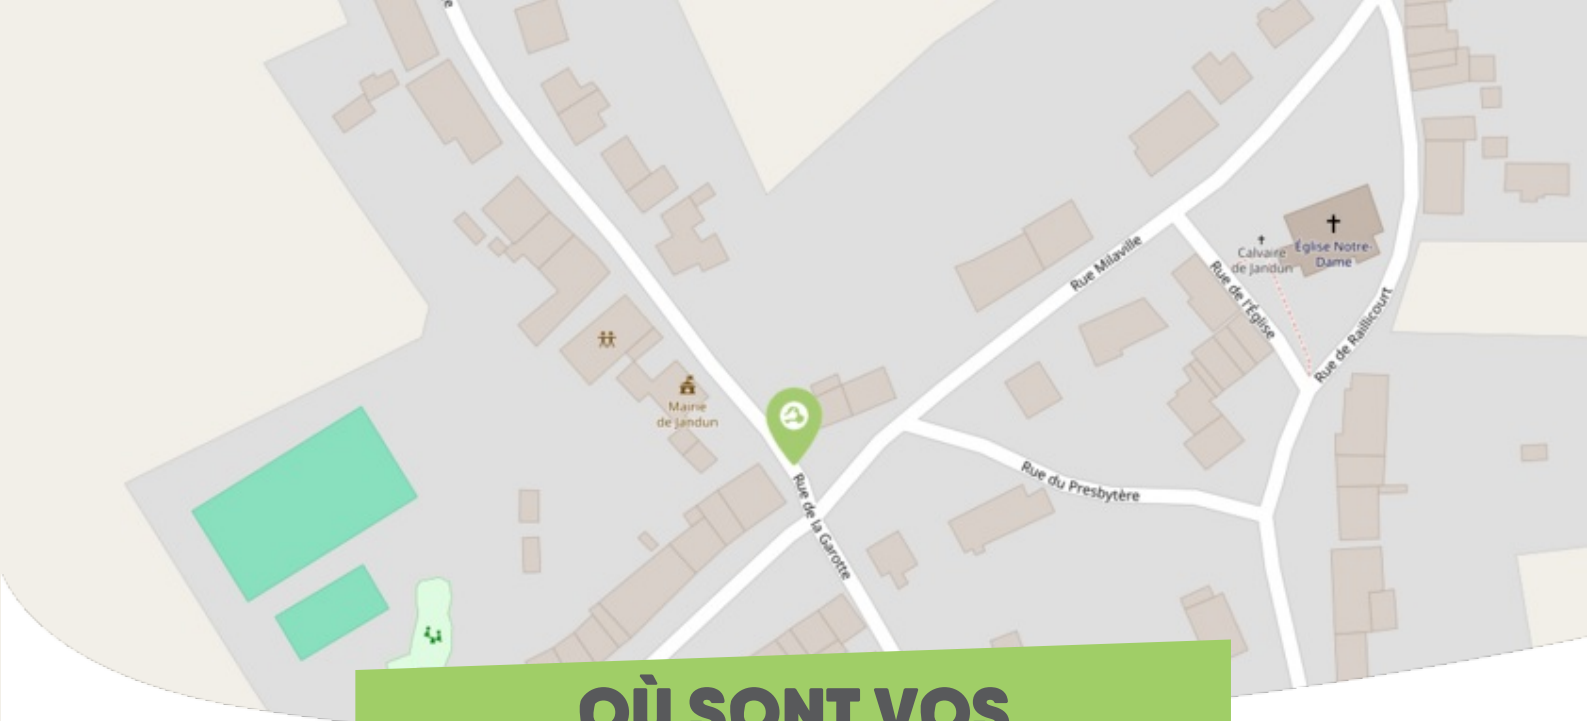 Rue Milaville
Calvaire
de Jandun
Église Notre-
Dame
Rue de l'Église
Rue de Raillicourt
Mairie
de Jandun
Rue du Presbytère
Rue de la Garotte
OÙ SONT VOS